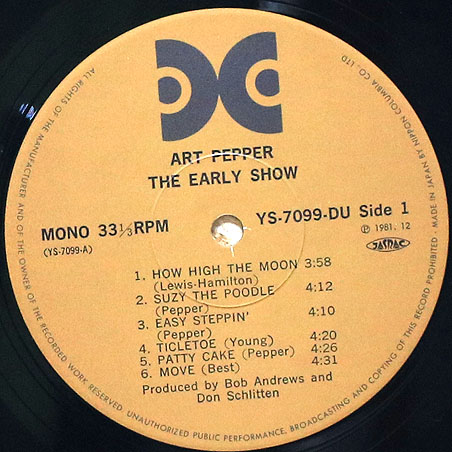 ART PEPPER
THE EARLY SHOW
MONO 33⅓RPM
(YS-7099-A)
YS-7099-DU Side 1
℗ 1981. 12
JASRAC
1. HOW HIGH THE MOON 3:58
(Lewis-Hamilton)
2. SUZY THE POODLE 4:12
(Pepper)
3. EASY STEPPIN' 4:10
(Pepper)
4. TICLETOE (Young) 4:20
5. PATTY CAKE (Pepper) 4:26
6. MOVE (Best) 4:31
Produced by Bob Andrews and
Don Schlitten
ALL RIGHTS OF THE MANUFACTURER AND OF THE OWNER OF THE RECORDED WORK RESERVED. UNAUTHORIZED PUBLIC PERFORMANCE, BROADCASTING AND COPYING OF THIS RECORD PROHIBITED · MADE IN JAPAN BY NIPPON COLUMBIA CO. LTD.